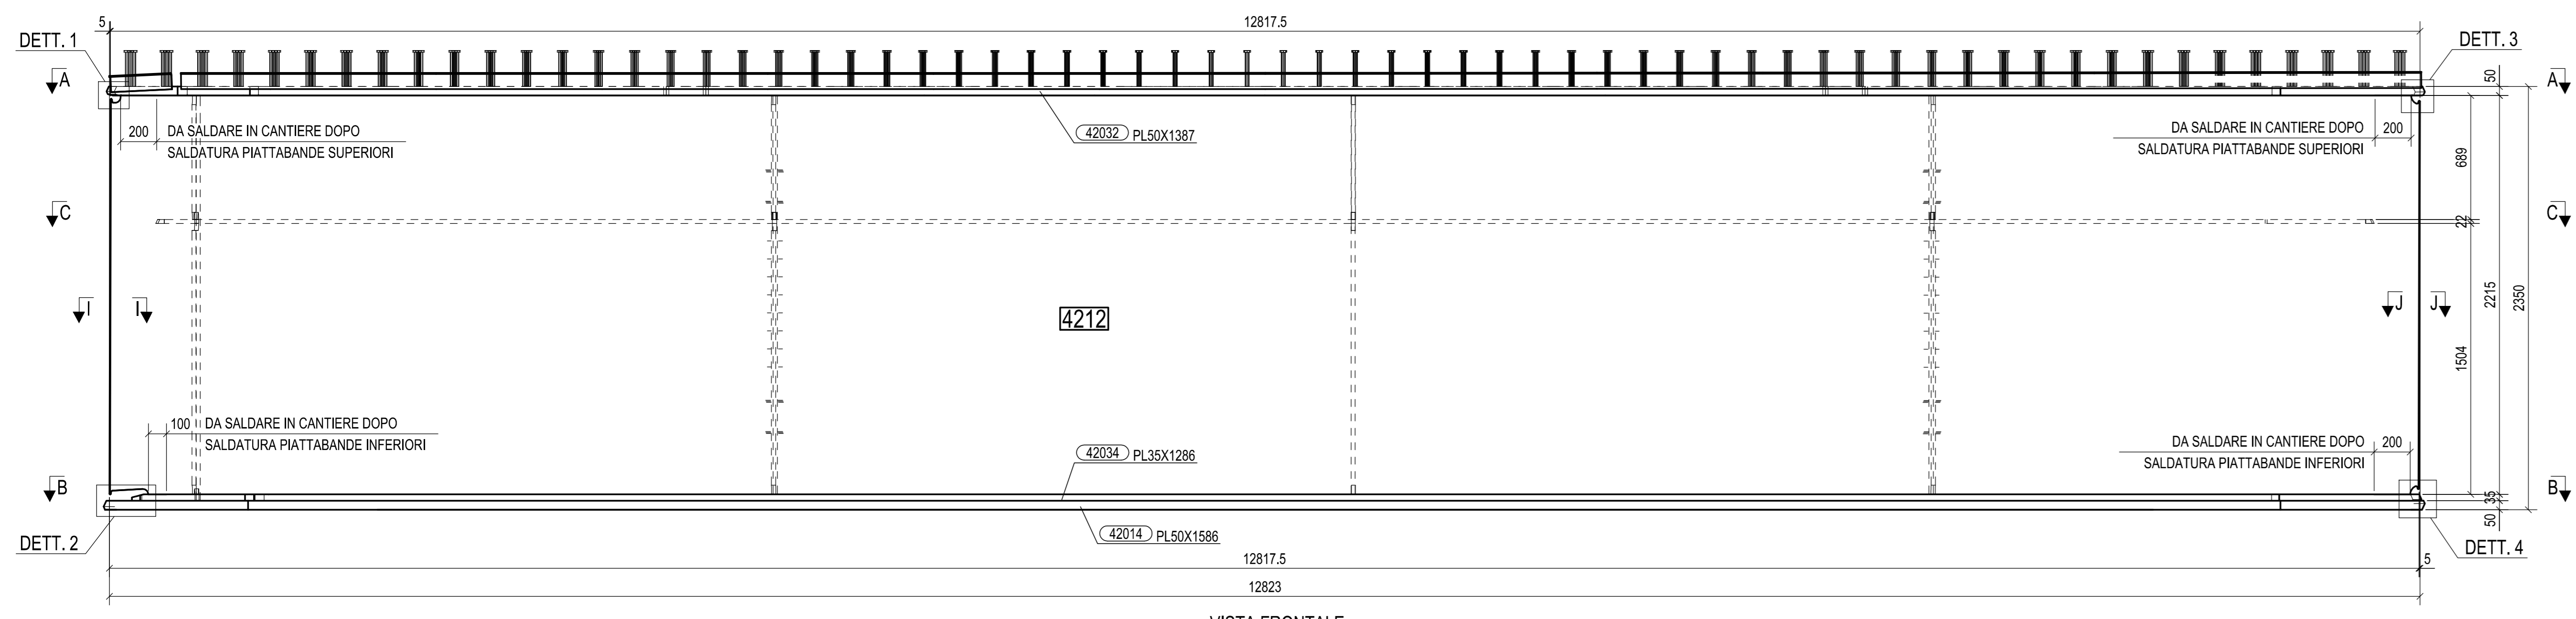 5
12817.5
DETT. 1
DETT. 3
A
A
50
200
DA SALDARE IN CANTIERE DOPO
SALDATURA PIATTABANDE SUPERIORI
42032 PL50X1387
DA SALDARE IN CANTIERE DOPO
200
SALDATURA PIATTABANDE SUPERIORI
689
C
C
22
I
I
4212
J
J
2215
2350
1504
100
DA SALDARE IN CANTIERE DOPO
SALDATURA PIATTABANDE INFERIORI
42034 PL35X1286
DA SALDARE IN CANTIERE DOPO
200
SALDATURA PIATTABANDE INFERIORI
B
B
35
50
42014 PL50X1586
DETT. 2
DETT. 4
12817.5
5
12823
VISTA FRONTALE